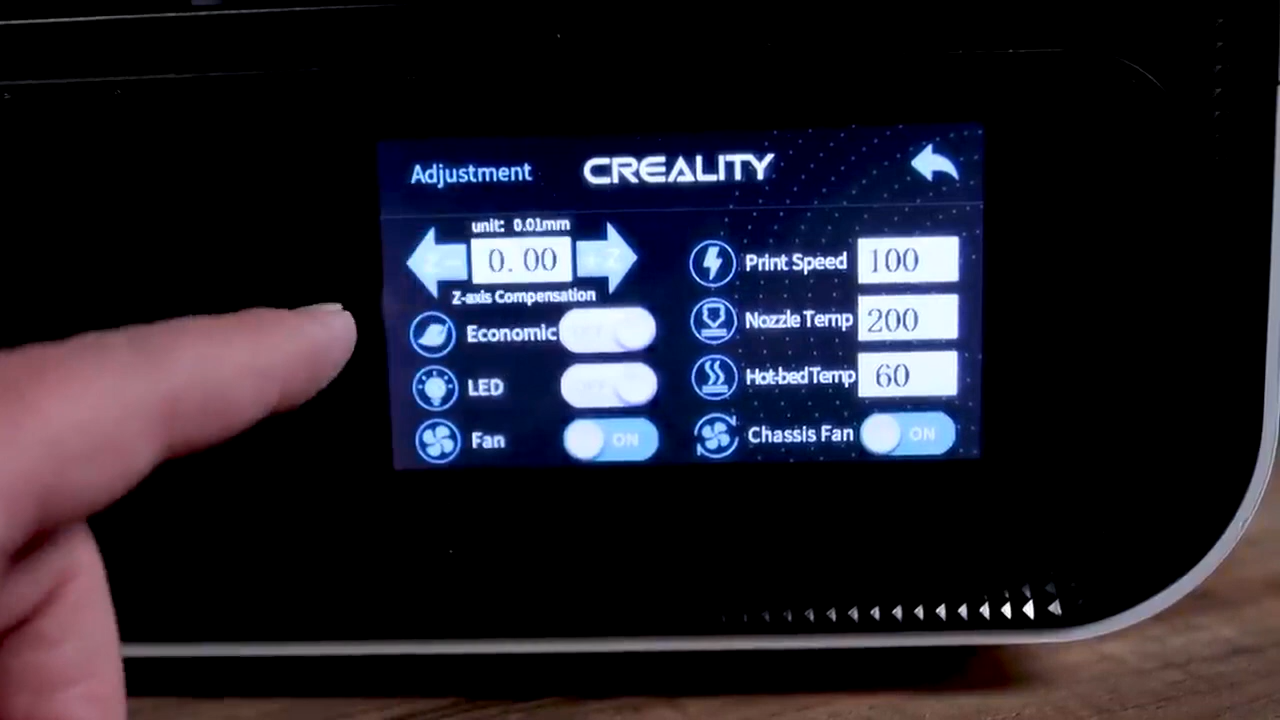 Adjustment
CREALITY
unit: 0.01mm
0.00
Z-axis Compensation
Economic
LED
Fan ON
Print Speed 100
Nozzle Temp 200
Hot-bed Temp 60
Chassis Fan ON